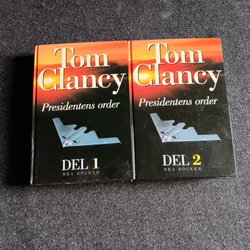 Tom
Clancy
Presidentens order
DEL 1
BRA BÖCKER
Tom
Clancy
Presidentens order
DEL 2
BRA BÖCKER